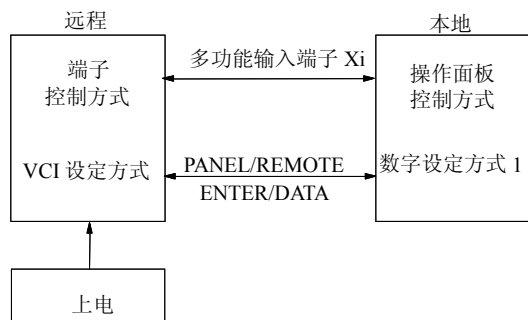 远程
本地
端子
控制方式
VCI 设定方式
多功能输入端子 Xi
PANEL/REMOTE
ENTER/DATA
操作面板
控制方式
数字设定方式 1
上电